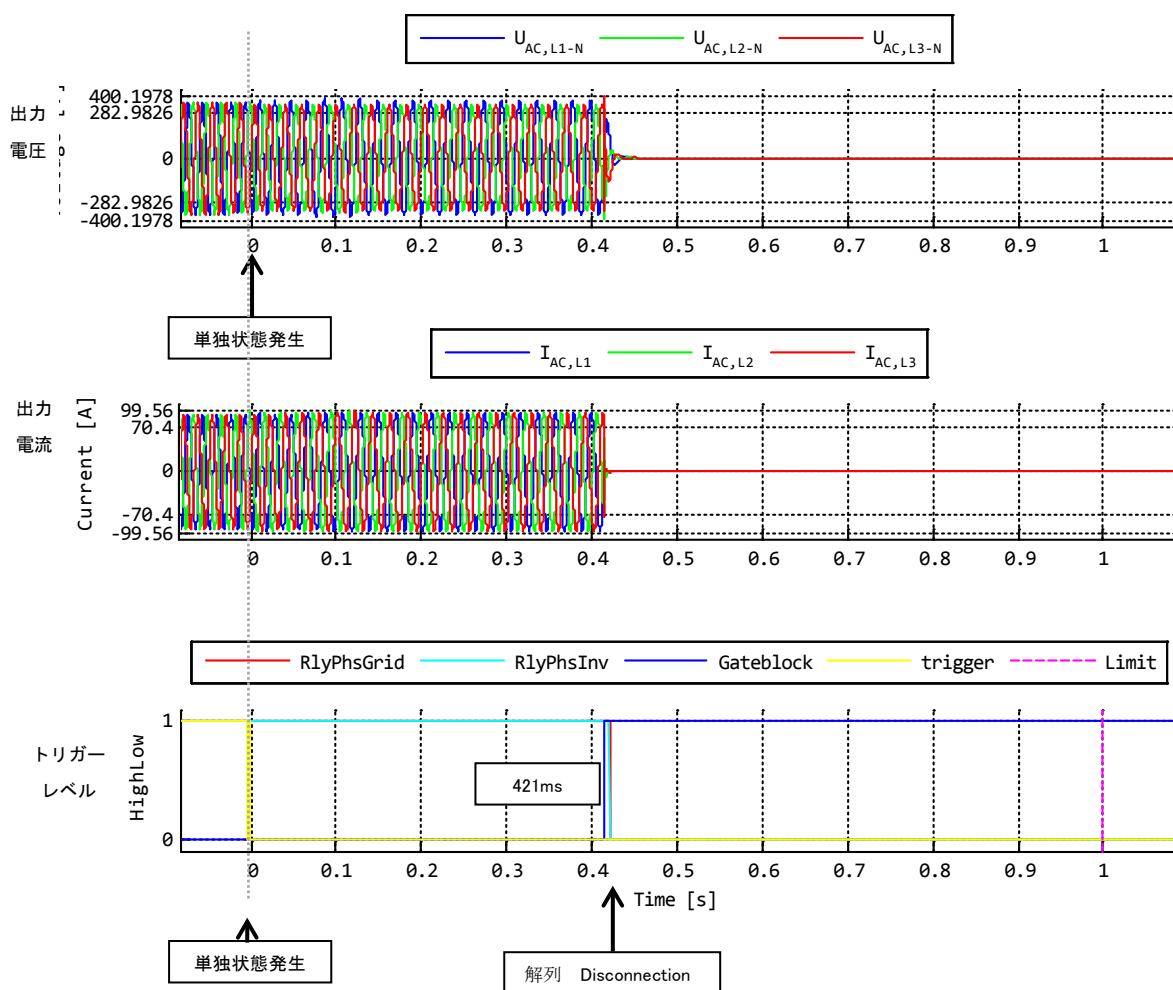 U_AC,L1-N U_AC,L2-N U_AC,L3-N
出力
電圧
400.1978
282.9826
0
-282.9826
-400.1978
0 0.1 0.2 0.3 0.4 0.5 0.6 0.7 0.8 0.9 1
単独状態発生
I_AC,L1 I_AC,L2 I_AC,L3
出力
電流
Current [A]
99.56
70.4
0
-70.4
-99.56
0 0.1 0.2 0.3 0.4 0.5 0.6 0.7 0.8 0.9 1
RlyPhsGrid RlyPhsInv Gateblock trigger Limit
トリガー
レベル
HighLow
1
0
421ms
0 0.1 0.2 0.3 0.4 0.5 0.6 0.7 0.8 0.9 1
Time [s]
単独状態発生
解列 Disconnection